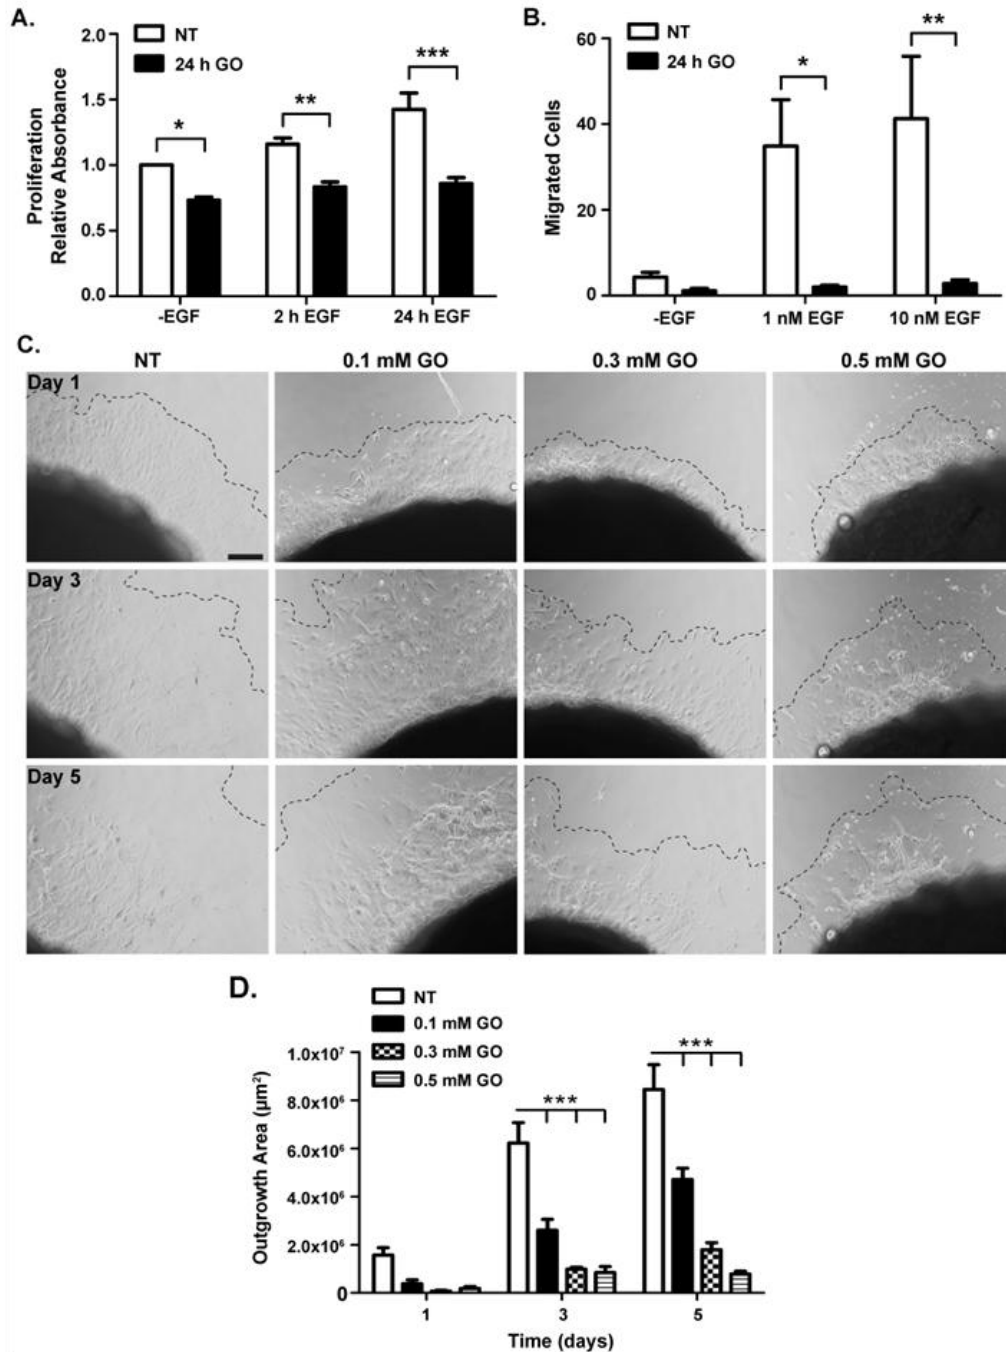 A.
NT
24 h GO
Proliferation
Relative Absorbance
2.0
1.5
1.0
0.5
0.0
*
**
***
-EGF
2 h EGF
24 h EGF
B.
NT
24 h GO
Migrated Cells
60
40
20
0
*
**
-EGF
1 nM EGF
10 nM EGF
C.
NT
0.1 mM GO
0.3 mM GO
0.5 mM GO
Day 1
Day 3
Day 5
D.
NT
0.1 mM GO
0.3 mM GO
0.5 mM GO
Outgrowth Area (µm²)
1.0x10⁷
8.0x10⁶
6.0x10⁶
4.0x10⁶
2.0x10⁶
0
***
***
1
3
5
Time (days)